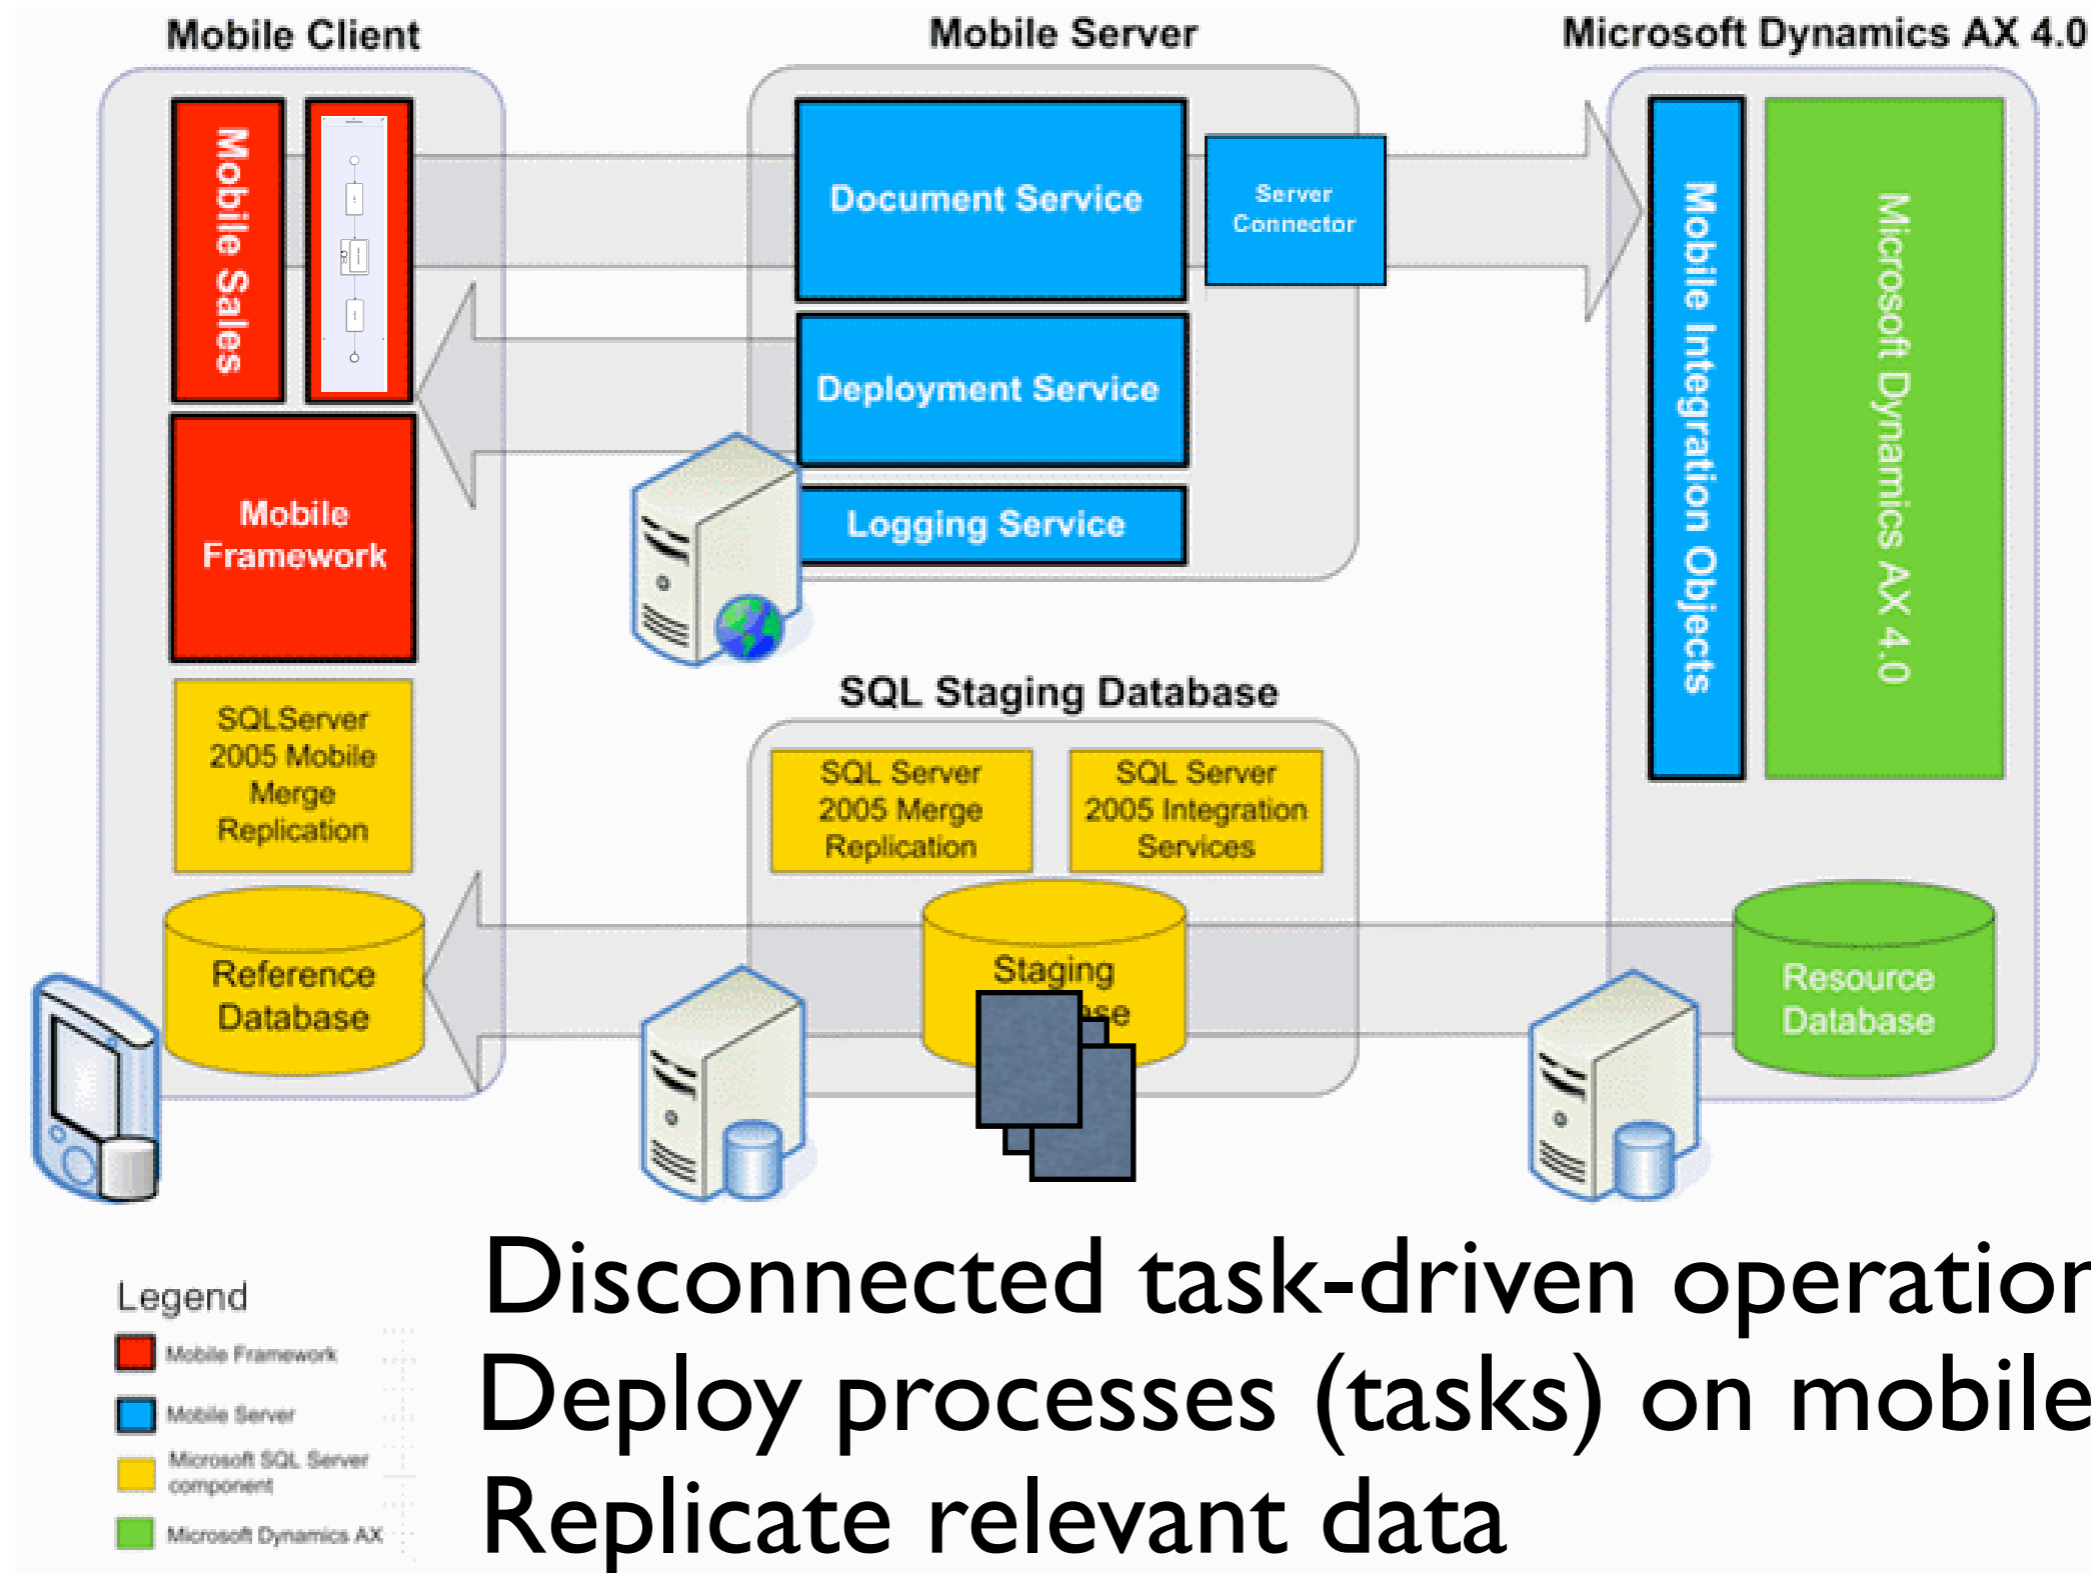 Mobile Client
Mobile Server
Microsoft Dynamics AX 4.0
Mobile Sales
Document Service
Server
Connector
Mobile Integration Objects
Microsoft Dynamics AX 4.0
Deployment Service
Mobile
Framework
Logging Service
SQL Staging Database
SQLServer
2005 Mobile
Merge
Replication
SQL Server
2005 Merge
Replication
SQL Server
2005 Integration
Services
Reference
Database
Staging
Resource
Database
Legend
Mobile Framework
Mobile Server
Microsoft SQL Server
component
Microsoft Dynamics AX
Disconnected task-driven operation
Deploy processes (tasks) on mobile
Replicate relevant data